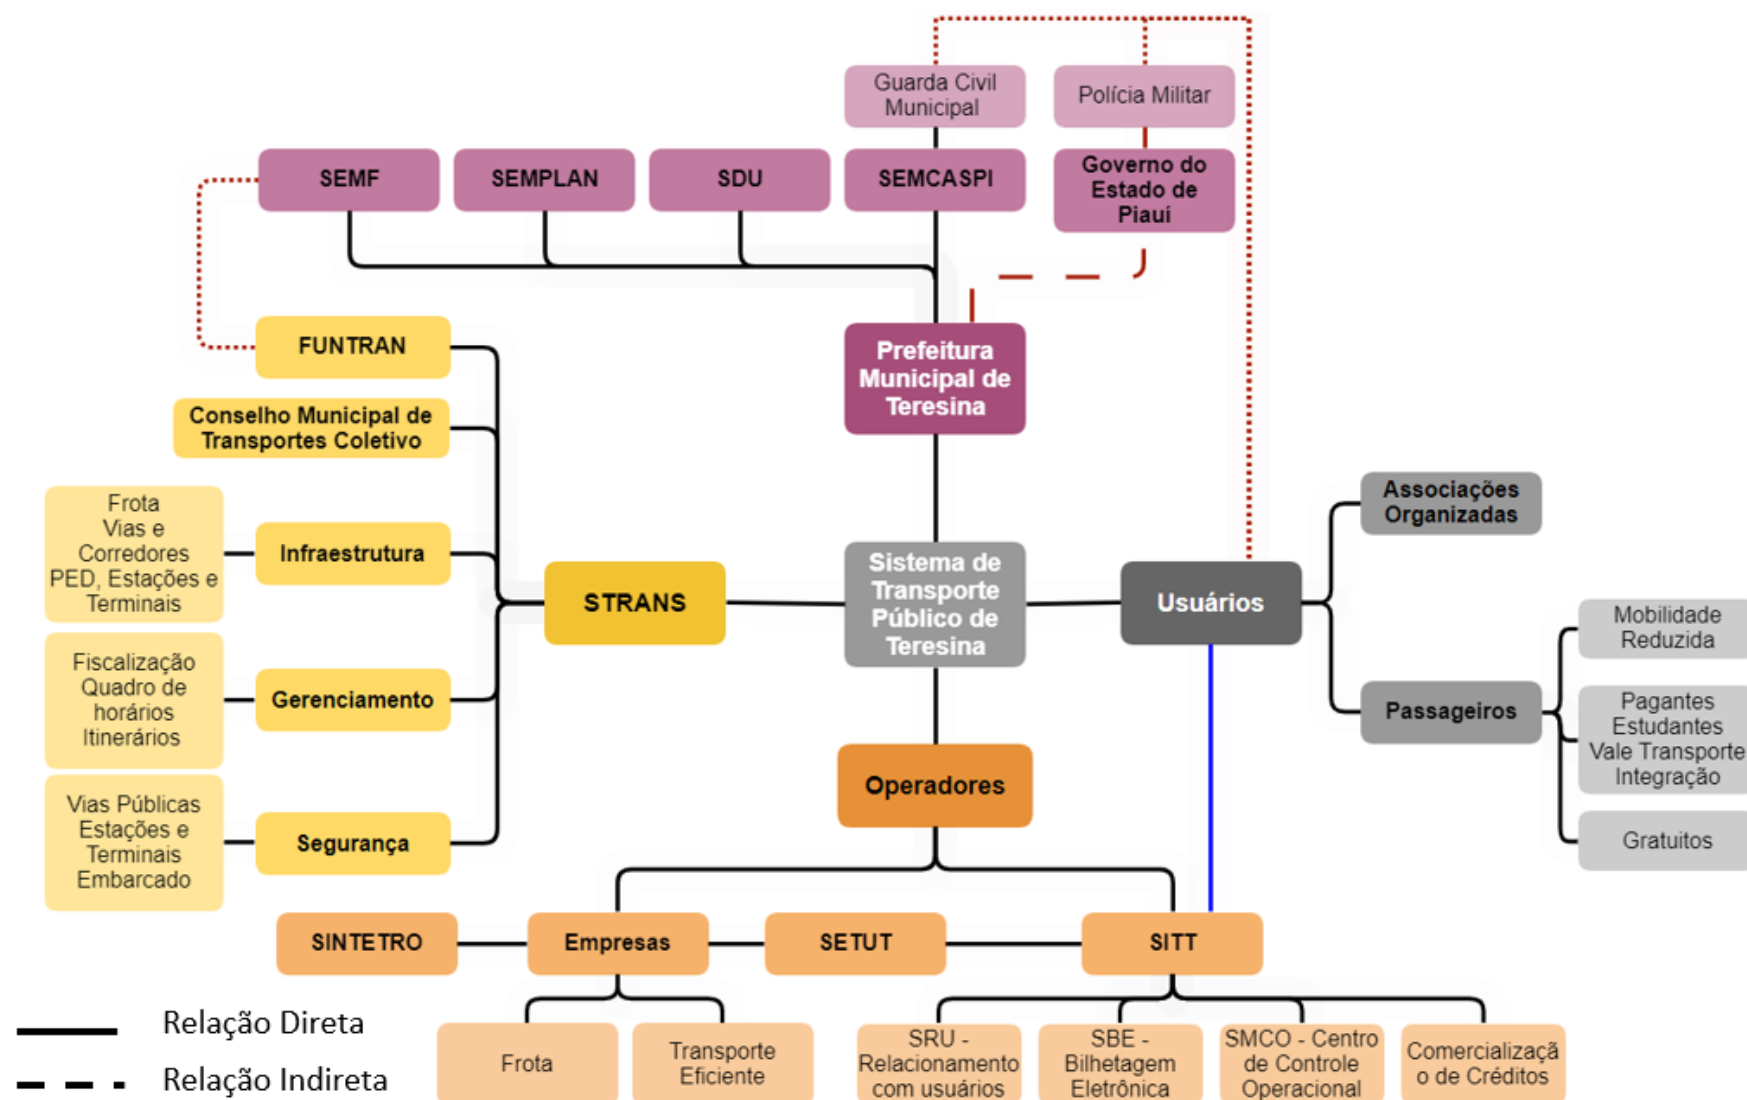 Guarda Civil
Municipal
Polícia Militar
SEMF
SEMPLAN
SDU
SEMCASPI
Governo do
Estado de
Piauí
FUNTRAN
Prefeitura
Municipal de
Teresina
Conselho Municipal de
Transportes Coletivo
Frota
Vias e
Corredores
PED, Estações e
Terminais
Infraestrutura
Fiscalização
Quadro de
horários
Itinerários
Gerenciamento
Vias Públicas
Estações e
Terminais
Embarcado
Segurança
STRANS
Sistema de
Transporte
Público de
Teresina
Usuários
Associações
Organizadas
Passageiros
Mobilidade
Reduzida
Pagantes
Estudantes
Vale Transporte
Integração
Gratuitos
Operadores
SINTETRO
Empresas
SETUT
SITT
Frota
Transporte
Eficiente
SRU -
Relacionamento
com usuários
SBE -
Bilhetagem
Eletrônica
SMCO - Centro
de Controle
Operacional
Comercializaçã
o de Créditos
Relação Direta
Relação Indireta